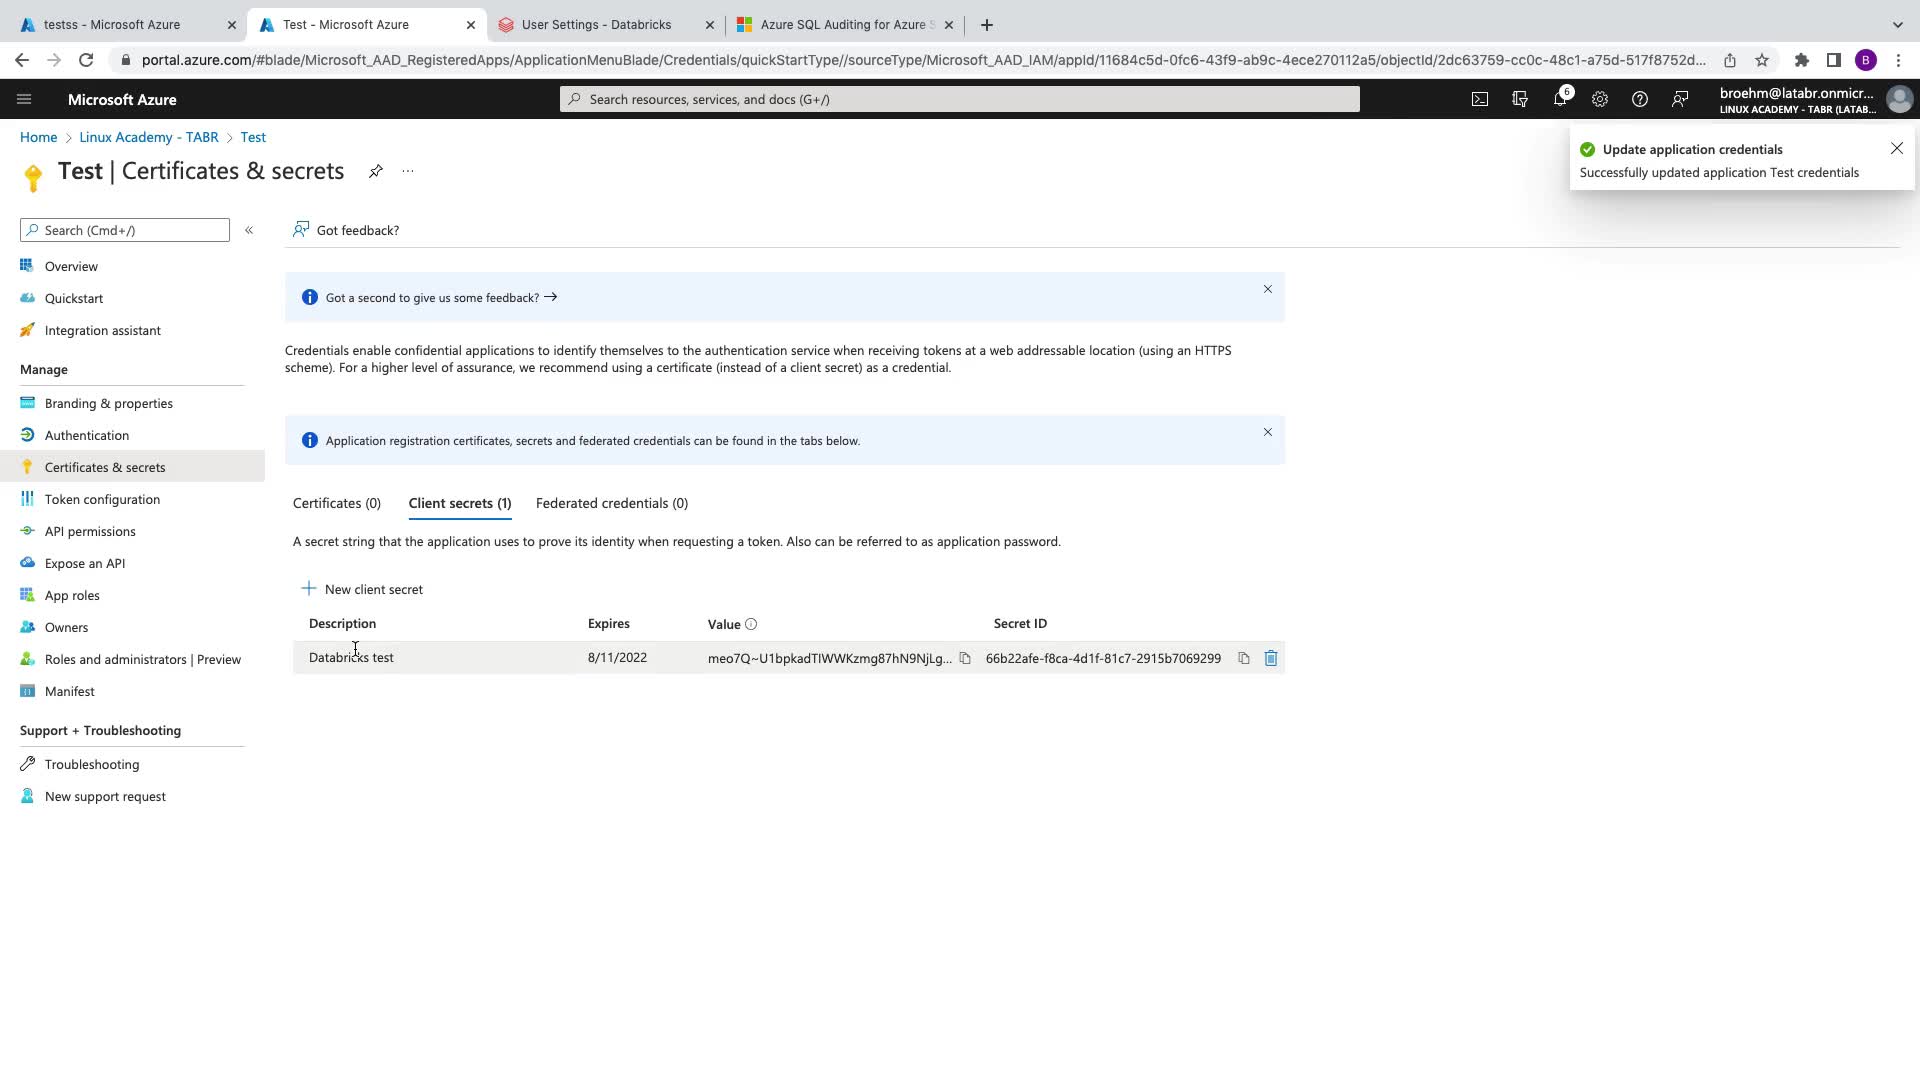 testss - Microsoft Azure
Test - Microsoft Azure
User Settings - Databricks
Azure SQL Auditing for Azure S
portal.azure.com/#blade/Microsoft_AAD_RegisteredApps/ApplicationMenuBlade/Credentials/quickStartType//sourceType/Microsoft_AAD_IAM/appId/11684c5d-0fc6-43f9-ab9c-4ece270112a5/objectId/2dc63759-cc0c-48c1-a75d-517f8752d...
B
Microsoft Azure
Search resources, services, and docs (G+/)
6
broehm@latabr.onmicr...
LINUX ACADEMY - TABR (LATAB...
Home > Linux Academy - TABR > Test
Test | Certificates & secrets
...
Update application credentials
Successfully updated application Test credentials
Search (Cmd+/)
«
Got feedback?
Overview
Quickstart
Integration assistant
Manage
Branding & properties
Authentication
Certificates & secrets
Token configuration
API permissions
Expose an API
App roles
Owners
Roles and administrators | Preview
Manifest
Support + Troubleshooting
Troubleshooting
New support request
Got a second to give us some feedback? →
Credentials enable confidential applications to identify themselves to the authentication service when receiving tokens at a web addressable location (using an HTTPS
scheme). For a higher level of assurance, we recommend using a certificate (instead of a client secret) as a credential.
Application registration certificates, secrets and federated credentials can be found in the tabs below.
Certificates (0)
Client secrets (1)
Federated credentials (0)
A secret string that the application uses to prove its identity when requesting a token. Also can be referred to as application password.
New client secret
Description
Expires
Value
Secret ID
Databricks test
8/11/2022
meo7Q~U1bpkadTIWWKzmg87hN9NjLg...
66b22afe-f8ca-4d1f-81c7-2915b7069299